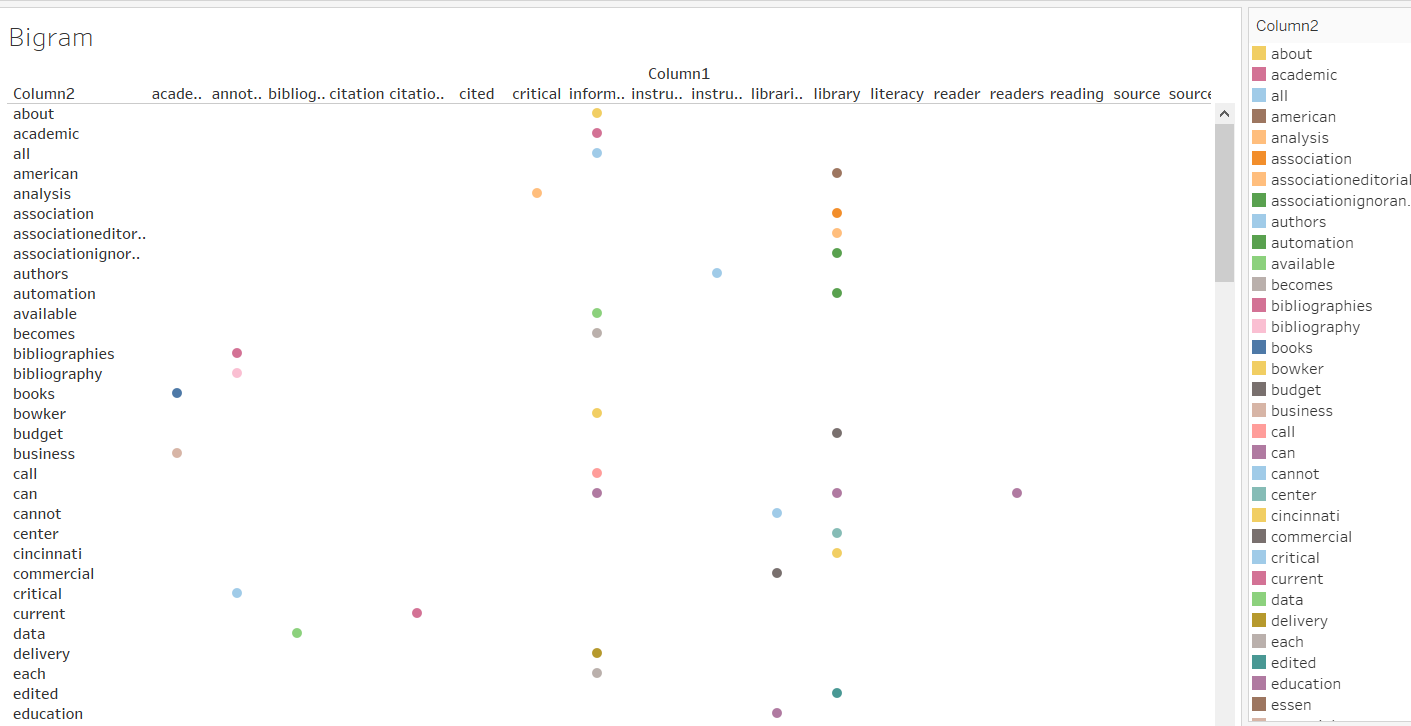 Bigram
Column1
Column2 acade.. annot.. bibliog.. citation citatio.. cited critical inform.. instru.. instru.. librari.. library literacy reader readers reading source source
about
academic
all
american
analysis
association
associationeditor..
associationignor..
authors
automation
available
becomes
bibliographies
bibliography
books
bowker
budget
business
call
can
cannot
center
cincinnati
commercial
critical
current
data
delivery
each
edited
education
Column2
about
academic
all
american
analysis
association
associationeditorial
associationignoran.
authors
automation
available
becomes
bibliographies
bibliography
books
bowker
budget
business
call
can
cannot
center
cincinnati
commercial
critical
current
data
delivery
each
edited
education
essen